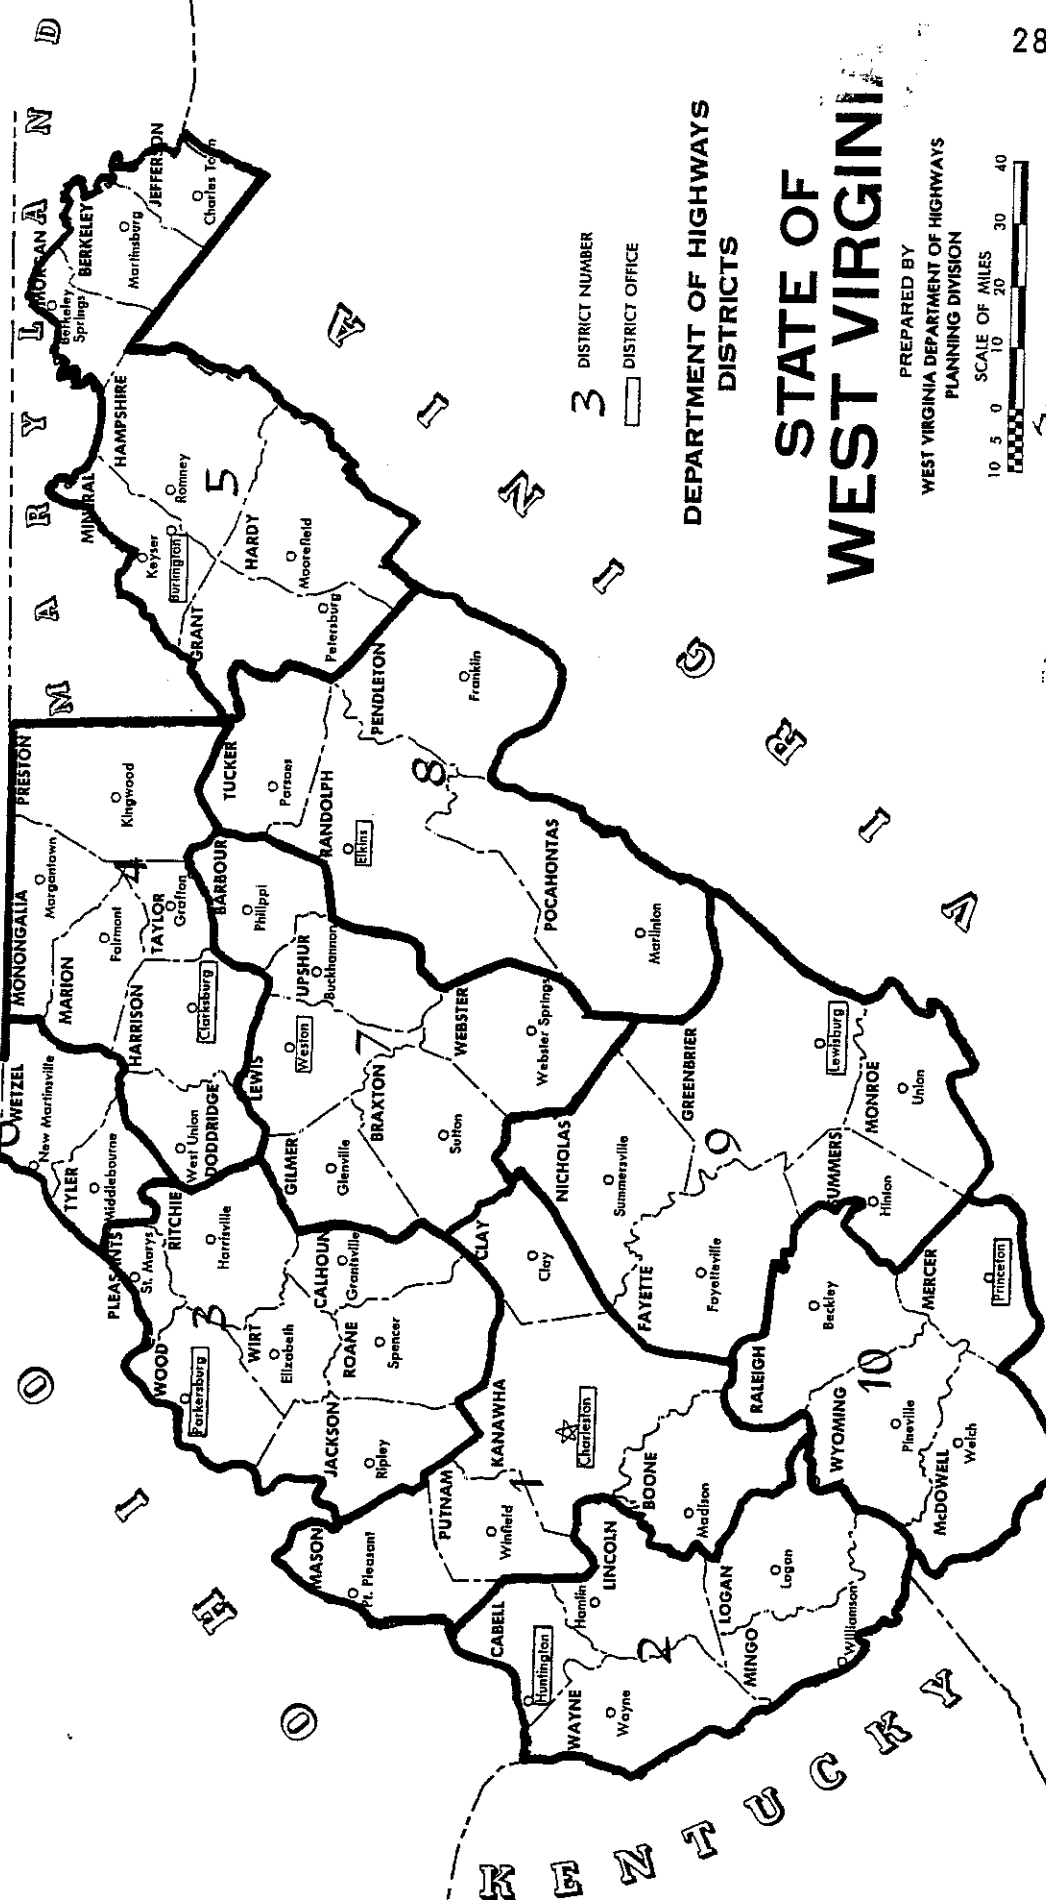 28
MARYLAND
OHIO
VIRGINIA
KENTUCKY
3 DISTRICT NUMBER
DISTRICT OFFICE
DEPARTMENT OF HIGHWAYS
DISTRICTS
STATE OF
WEST VIRGINIA
PREPARED BY
WEST VIRGINIA DEPARTMENT OF HIGHWAYS
PLANNING DIVISION
SCALE OF MILES
10 5 0 10 20 30 40
MORGAN
Berkeley
Springs
BERKELEY
Martinsburg
JEFFERSON
Charles Town
HAMPSHIRE
Romney
MINERAL
Keyser
Burlington
5
HARDY
Moorefield
GRANT
Petersburg
PENDLETON
Franklin
PRESTON
Kingwood
TUCKER
Parsons
RANDOLPH
Elkins
8
POCAHONTAS
Marlinton
MONONGALIA
Morgantown
MARION
Fairmont
4
TAYLOR
Grafton
HARRISON
Clarksburg
BARBOUR
Philippi
UPSHUR
Buckhannon
LEWIS
Weston
7
WEBSTER
Webster Springs
BRAXTON
Sutton
GILMER
Glenville
WETZEL
New Martinsville
TYLER
Middlebourne
West Union
DODDRIDGE
PLEASANTS
St. Marys
RITCHIE
Harrisville
WOOD
Parkersburg
3
WIRT
Elizabeth
CALHOUN
Grantsville
ROANE
Spencer
JACKSON
Ripley
CLAY
Clay
NICHOLAS
Summersville
GREENBRIER
Lewisburg
9
MONROE
Union
SUMMERS
Hinton
FAYETTE
Fayetteville
RALEIGH
Beckley
MERCER
Princeton
10
WYOMING
Pineville
McDOWELL
Welch
MASON
Pt. Pleasant
PUTNAM
Winfield
1
KANAWHA
Charleston
BOONE
Madison
CABELL
Huntington
LINCOLN
Hamlin
2
WAYNE
Wayne
LOGAN
Logan
MINGO
Williamson